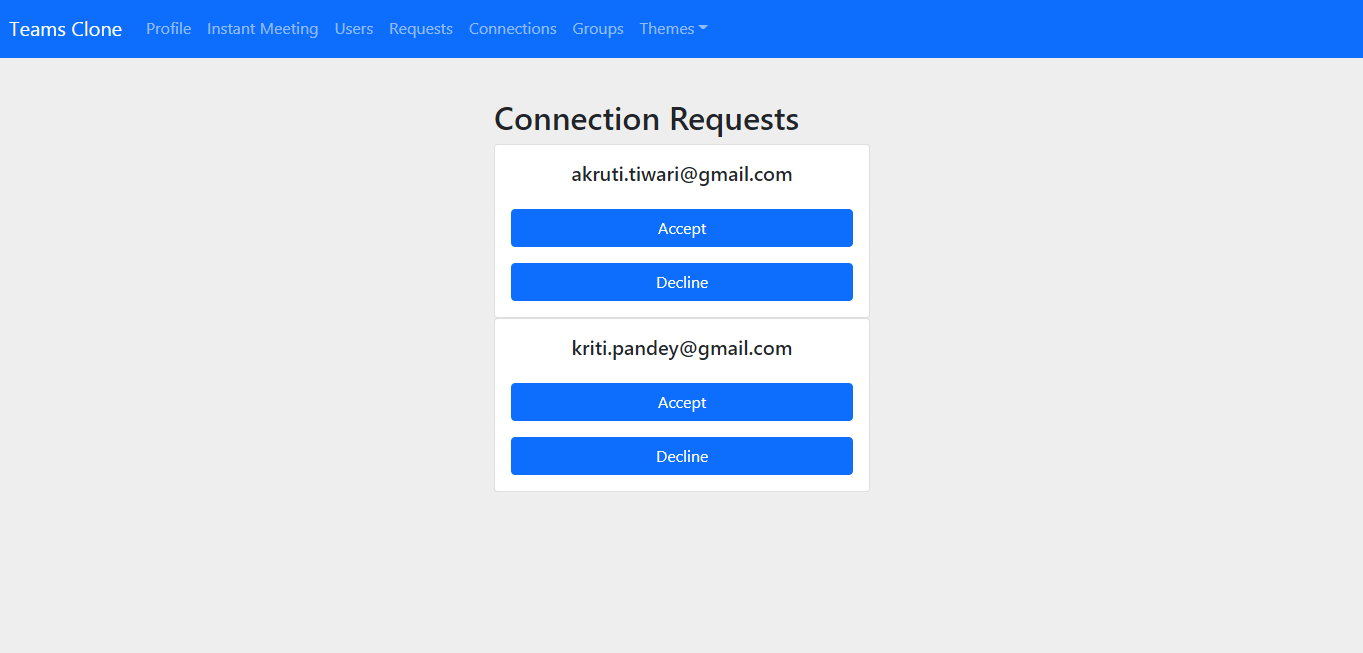 Teams Clone Profile Instant Meeting Users Requests Connections Groups Themes
Connection Requests
akruti.tiwari@gmail.com
Accept
Decline
kriti.pandey@gmail.com
Accept
Decline